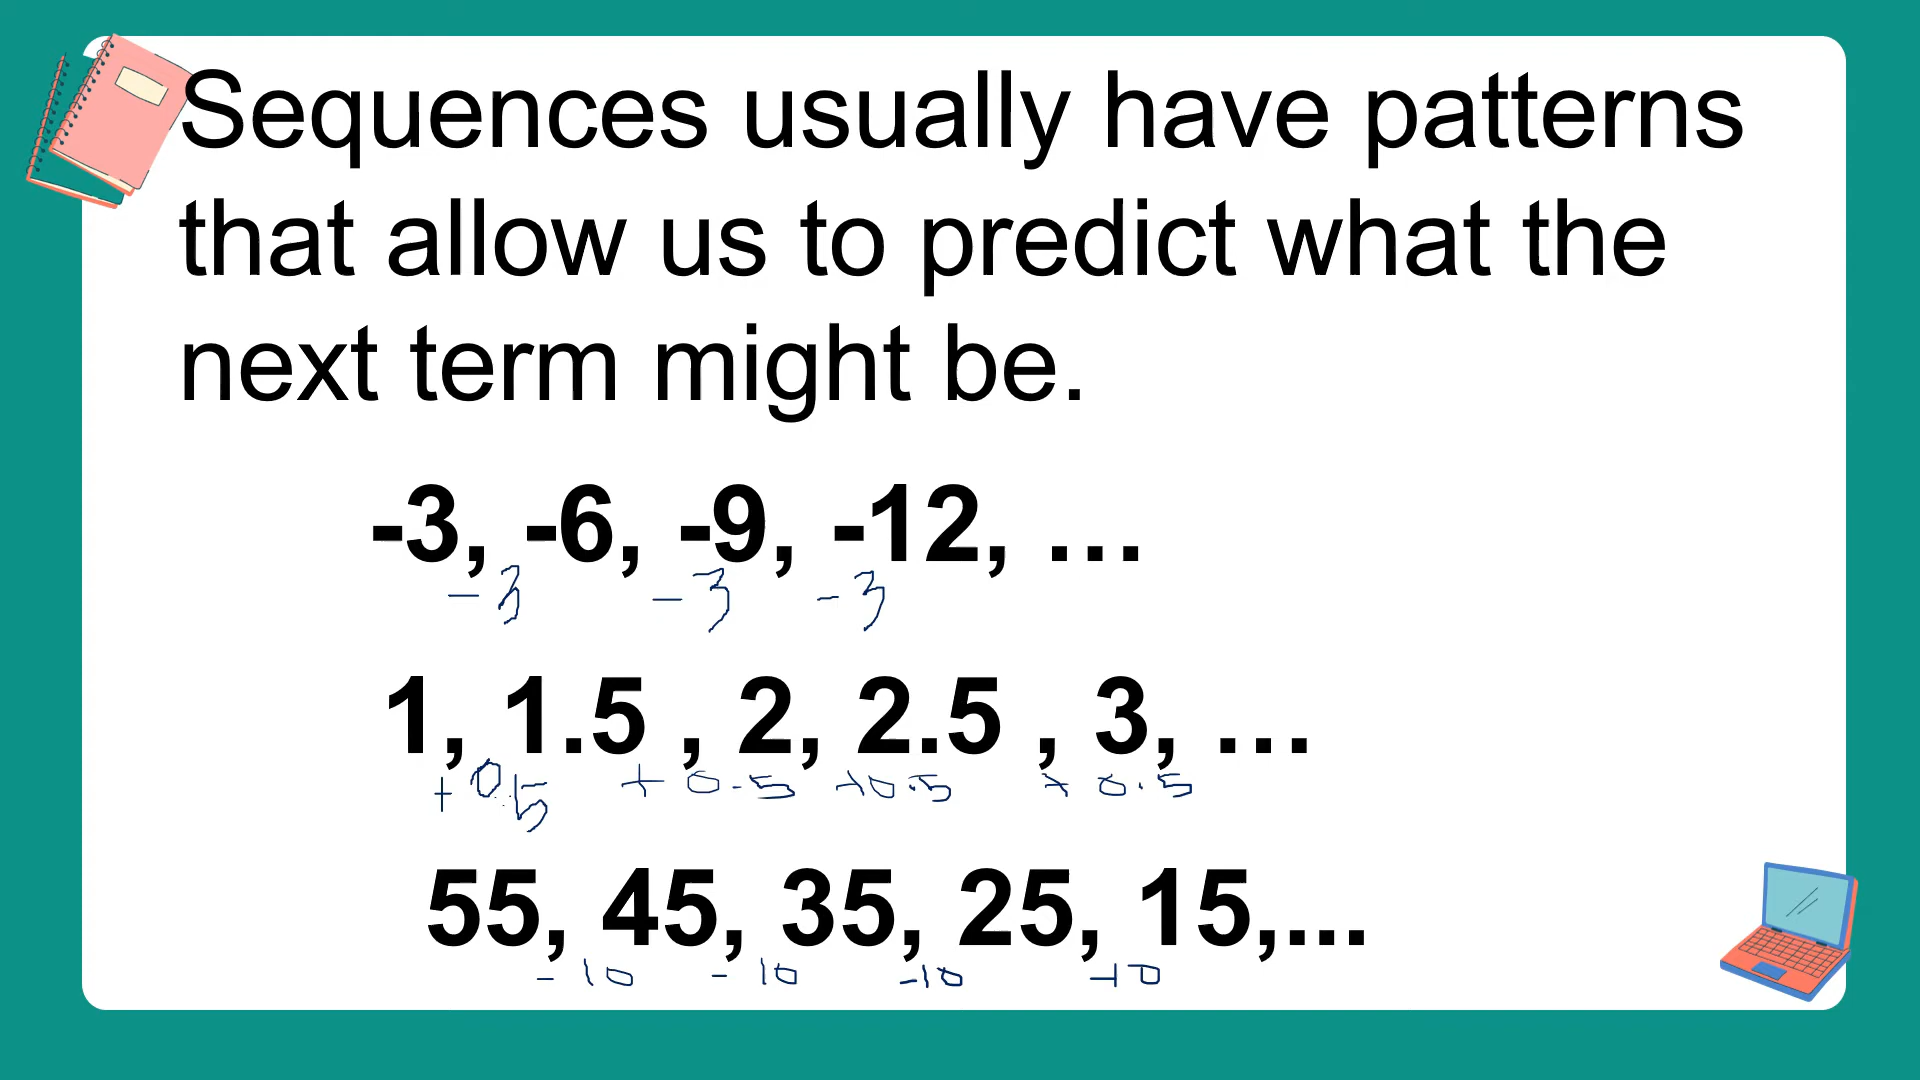 Sequences usually have patterns
that allow us to predict what the
next term might be.
-3, -6, -9, -12, ...
-3 -3 -3
1, 1.5 , 2, 2.5 , 3, ...
+0.5 +0.5 +0.5 +0.5
55, 45, 35, 25, 15,...
-10 -10 -10 -10